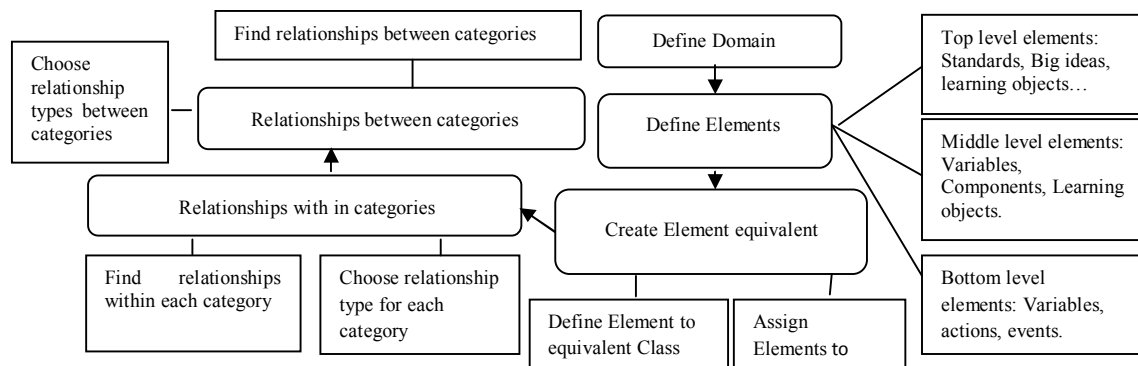 Find relationships between categories
Choose
relationship
types between
categories
Relationships between categories
Relationships with in categories
Find relationships
within each category
Choose relationship
type for each
category
Define Domain
Define Elements
Create Element equivalent
Define Element to
equivalent Class
Assign
Elements to
Top level elements:
Standards, Big ideas,
learning objects…
Middle level elements:
Variables,
Components, Learning
objects.
Bottom level
elements: Variables,
actions, events.